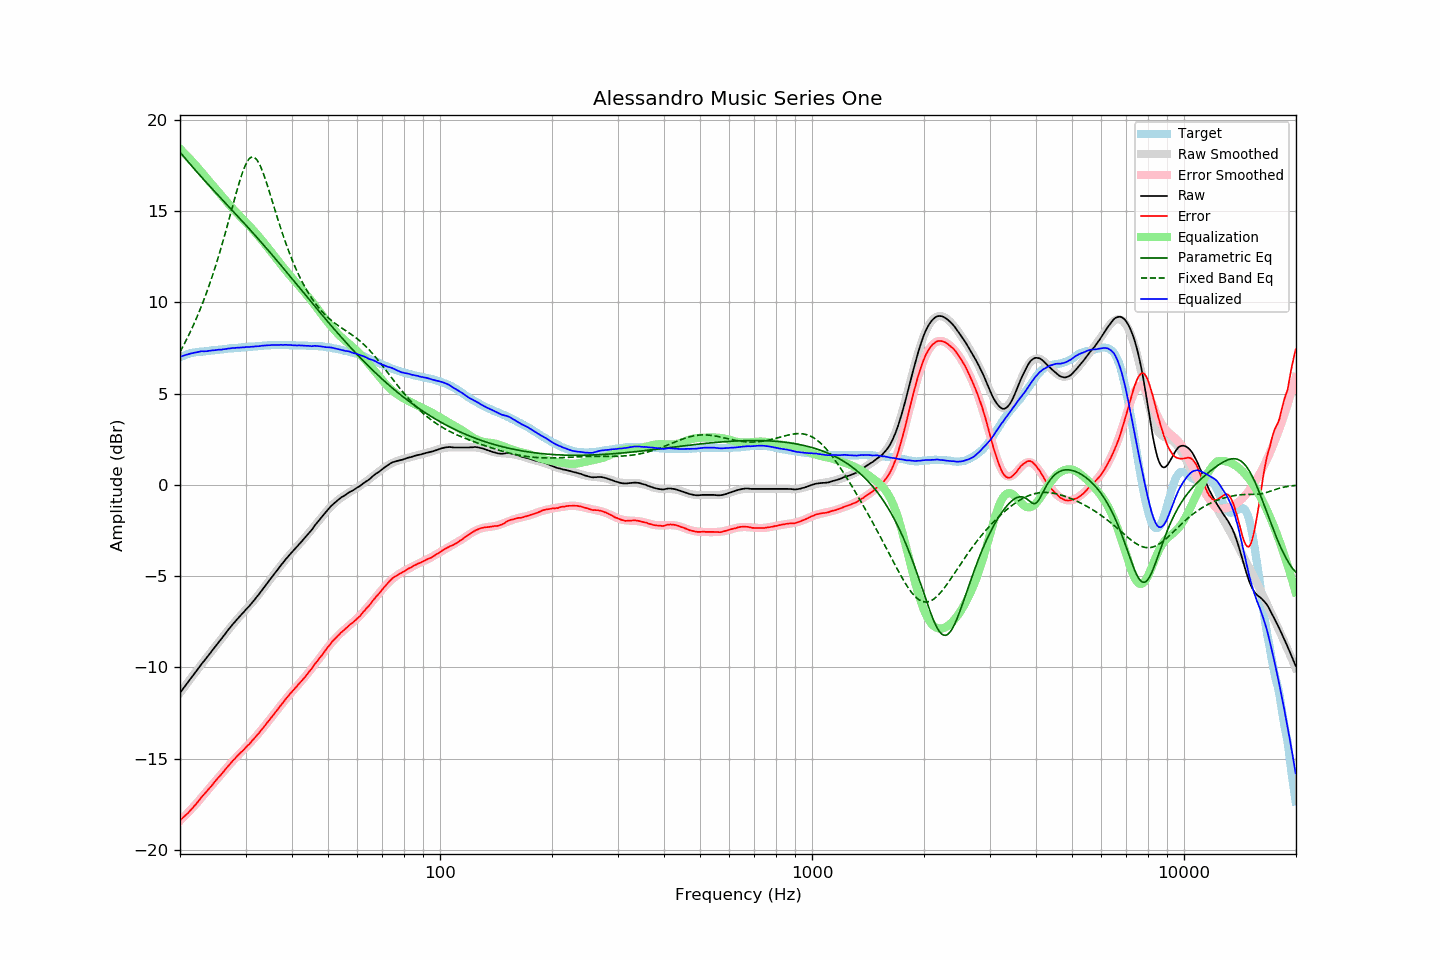 Alessandro Music Series One
20
15
10
5
0
−5
−10
−15
−20
Amplitude (dBr)
100
1000
10000
Frequency (Hz)
Target
Raw Smoothed
Error Smoothed
Raw
Error
Equalization
Parametric Eq
Fixed Band Eq
Equalized